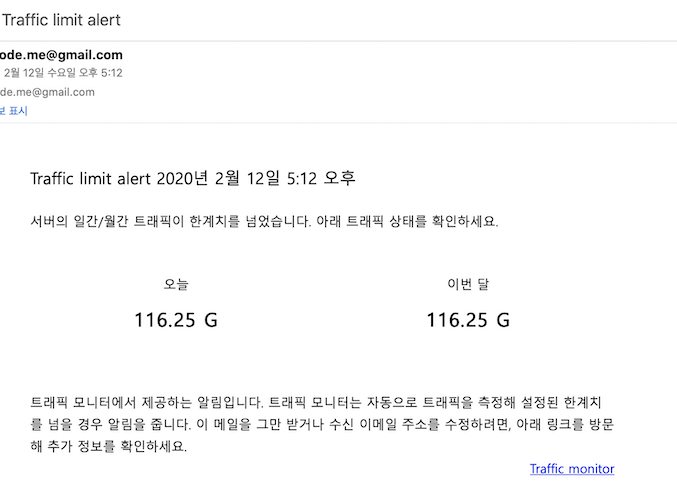 Traffic limit alert
ode.me@gmail.com
2월 12일 수요일 오후 5:12
de.me@gmail.com
보 표시
Traffic limit alert 2020년 2월 12일 5:12 오후
서버의 일간/월간 트래픽이 한계치를 넘었습니다. 아래 트래픽 상태를 확인하세요.
오늘
이번 달
116.25 G
116.25 G
트래픽 모니터에서 제공하는 알림입니다. 트래픽 모니터는 자동으로 트래픽을 측정해 설정된 한계치
를 넘을 경우 알림을 줍니다. 이 메일을 그만 받거나 수신 이메일 주소를 수정하려면, 아래 링크를 방문
해 추가 정보를 확인하세요.
Traffic monitor